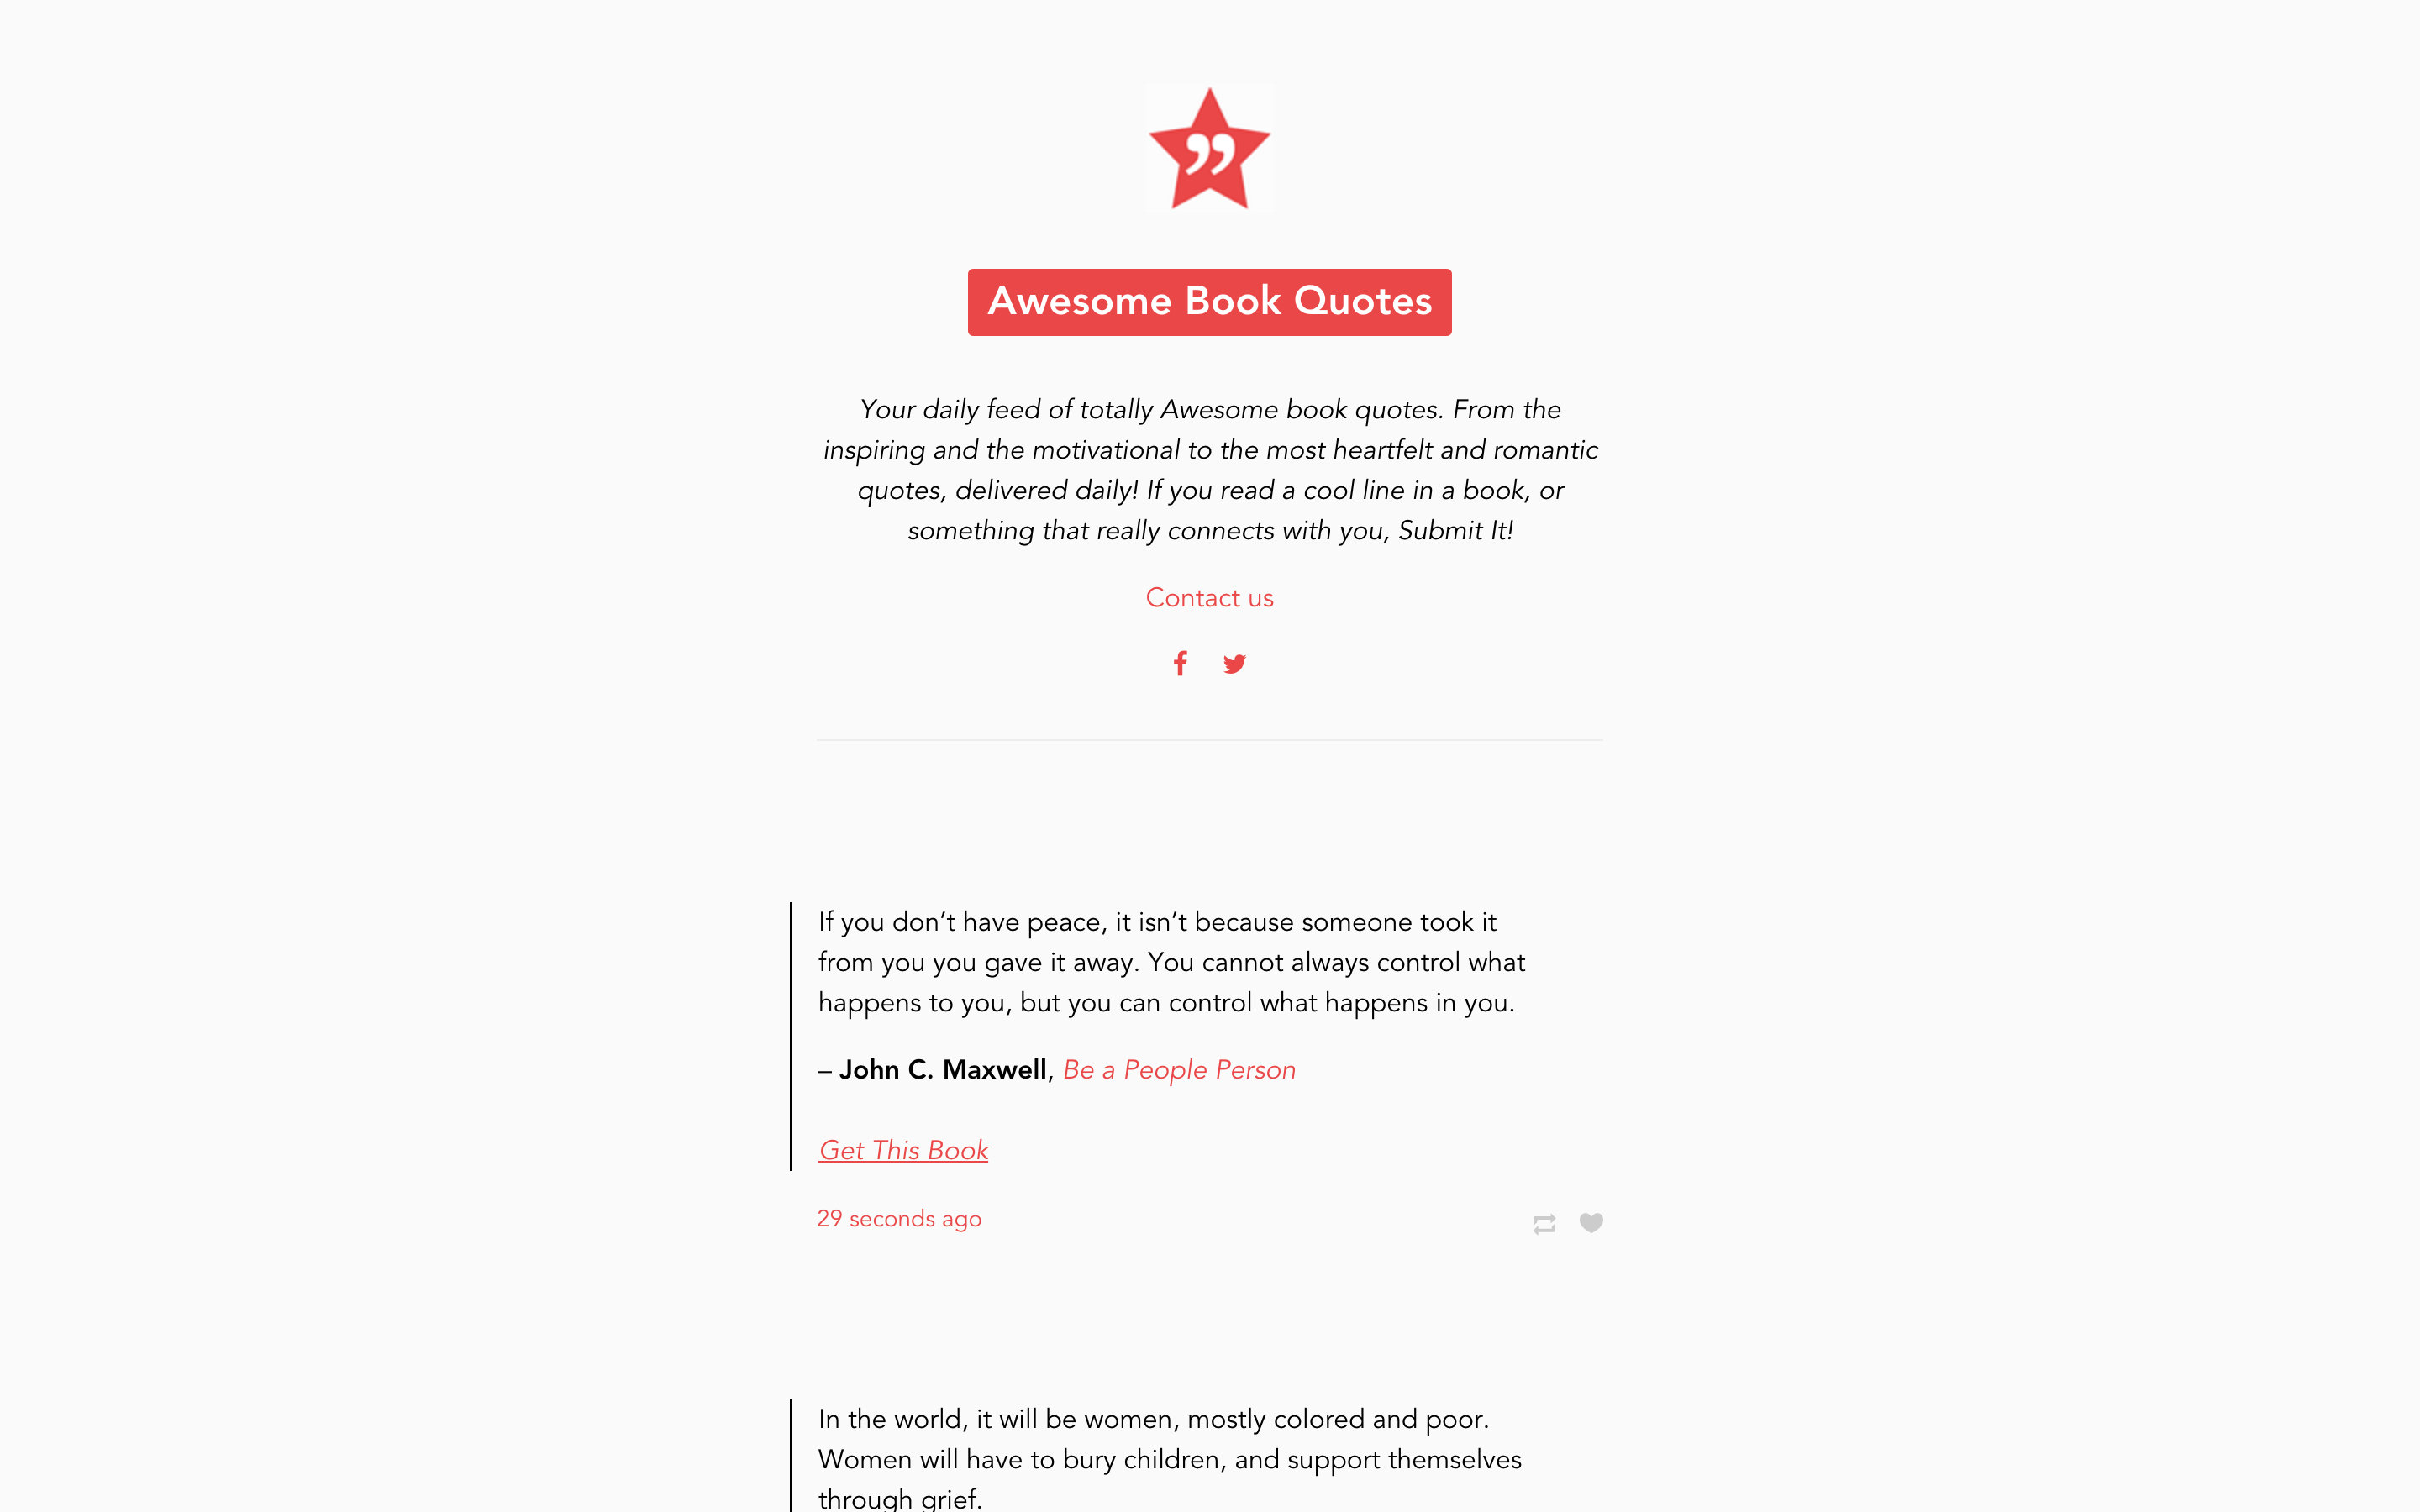 Awesome Book Quotes
Your daily feed of totally Awesome book quotes. From the
inspiring and the motivational to the most heartfelt and romantic
quotes, delivered daily! If you read a cool line in a book, or
something that really connects with you, Submit It!
Contact us
If you don’t have peace, it isn’t because someone took it
from you you gave it away. You cannot always control what
happens to you, but you can control what happens in you.
– John C. Maxwell, Be a People Person
Get This Book
29 seconds ago
In the world, it will be women, mostly colored and poor.
Women will have to bury children, and support themselves
through grief.